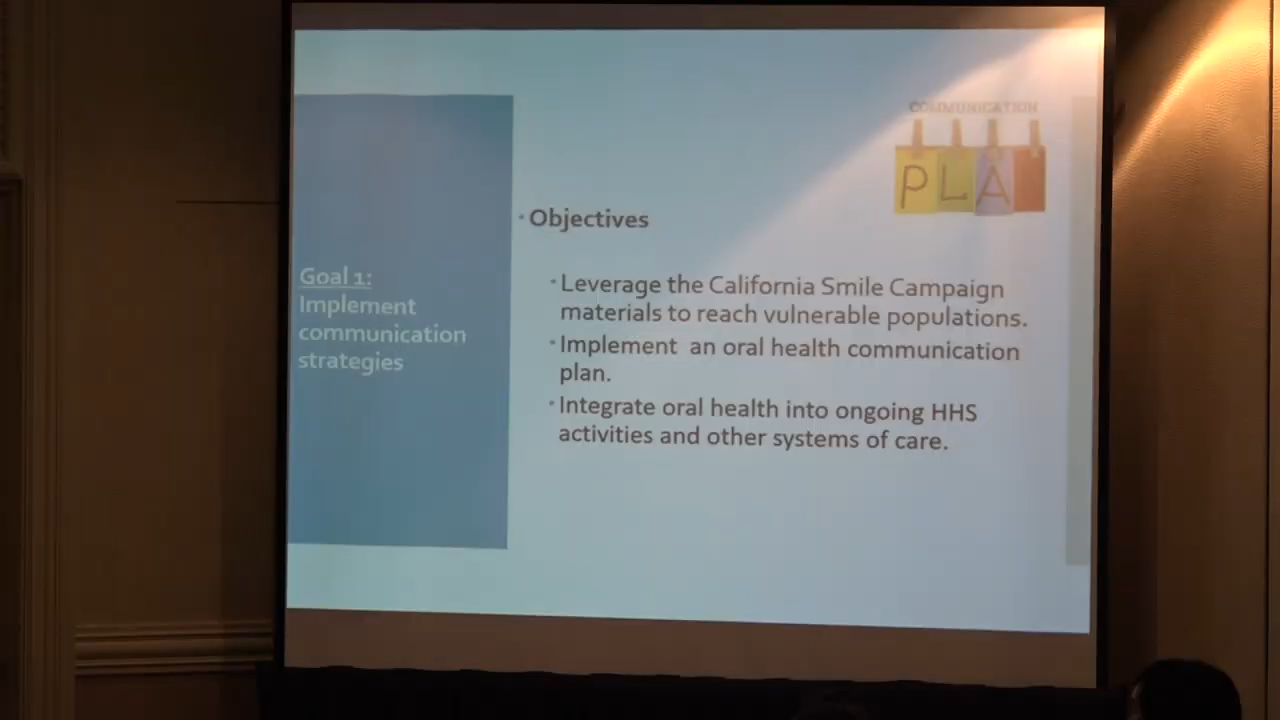 COMMUNICATION
PLA
• Objectives
Goal 1:
Implement
communication
strategies
• Leverage the California Smile Campaign
materials to reach vulnerable populations.
• Implement an oral health communication
plan.
• Integrate oral health into ongoing HHS
activities and other systems of care.